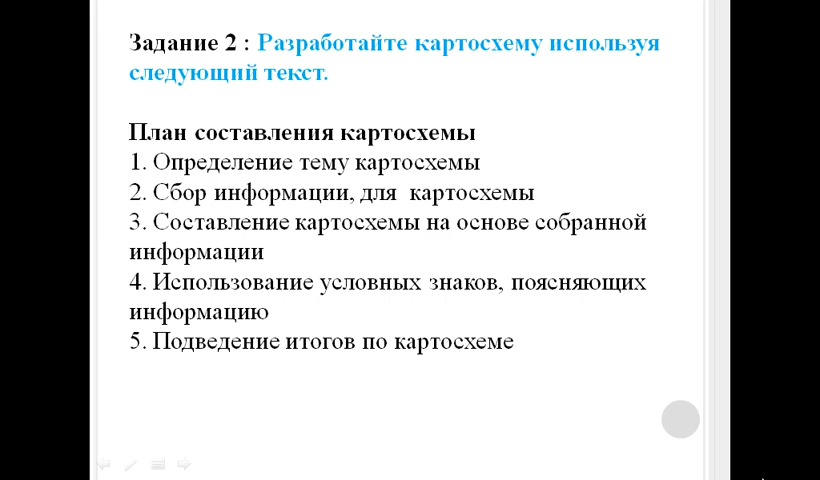 Задание 2 : Разработайте картосхему используя
следующий текст.
План составления картосхемы
1. Определение тему картосхемы
2. Сбор информации, для картосхемы
3. Составление картосхемы на основе собранной
информации
4. Использование условных знаков, поясняющих
информацию
5. Подведение итогов по картосхеме